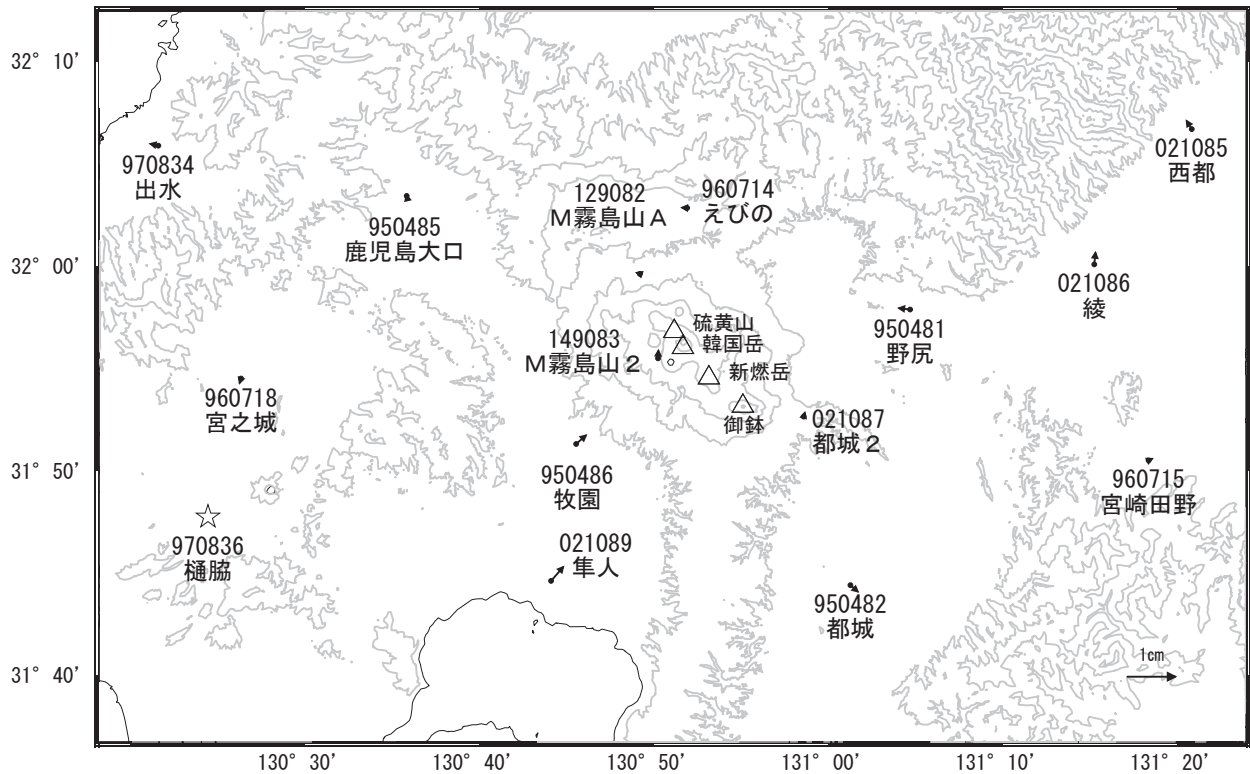 32° 10'
970834
出水
950485
鹿児島大口
129082
M霧島山A
960714
えびの
021085
西都
32° 00'
021086
綾
950481
野尻
硫黄山
韓国岳
新燃岳
御鉢
149083
M霧島山2
960718
宮之城
021087
都城2
31° 50'
950486
牧園
960715
宮崎田野
970836
樋脇
021089
隼人
950482
都城
31° 40'
1cm
130° 30'
130° 40'
130° 50'
131° 00'
131° 10'
131° 20'